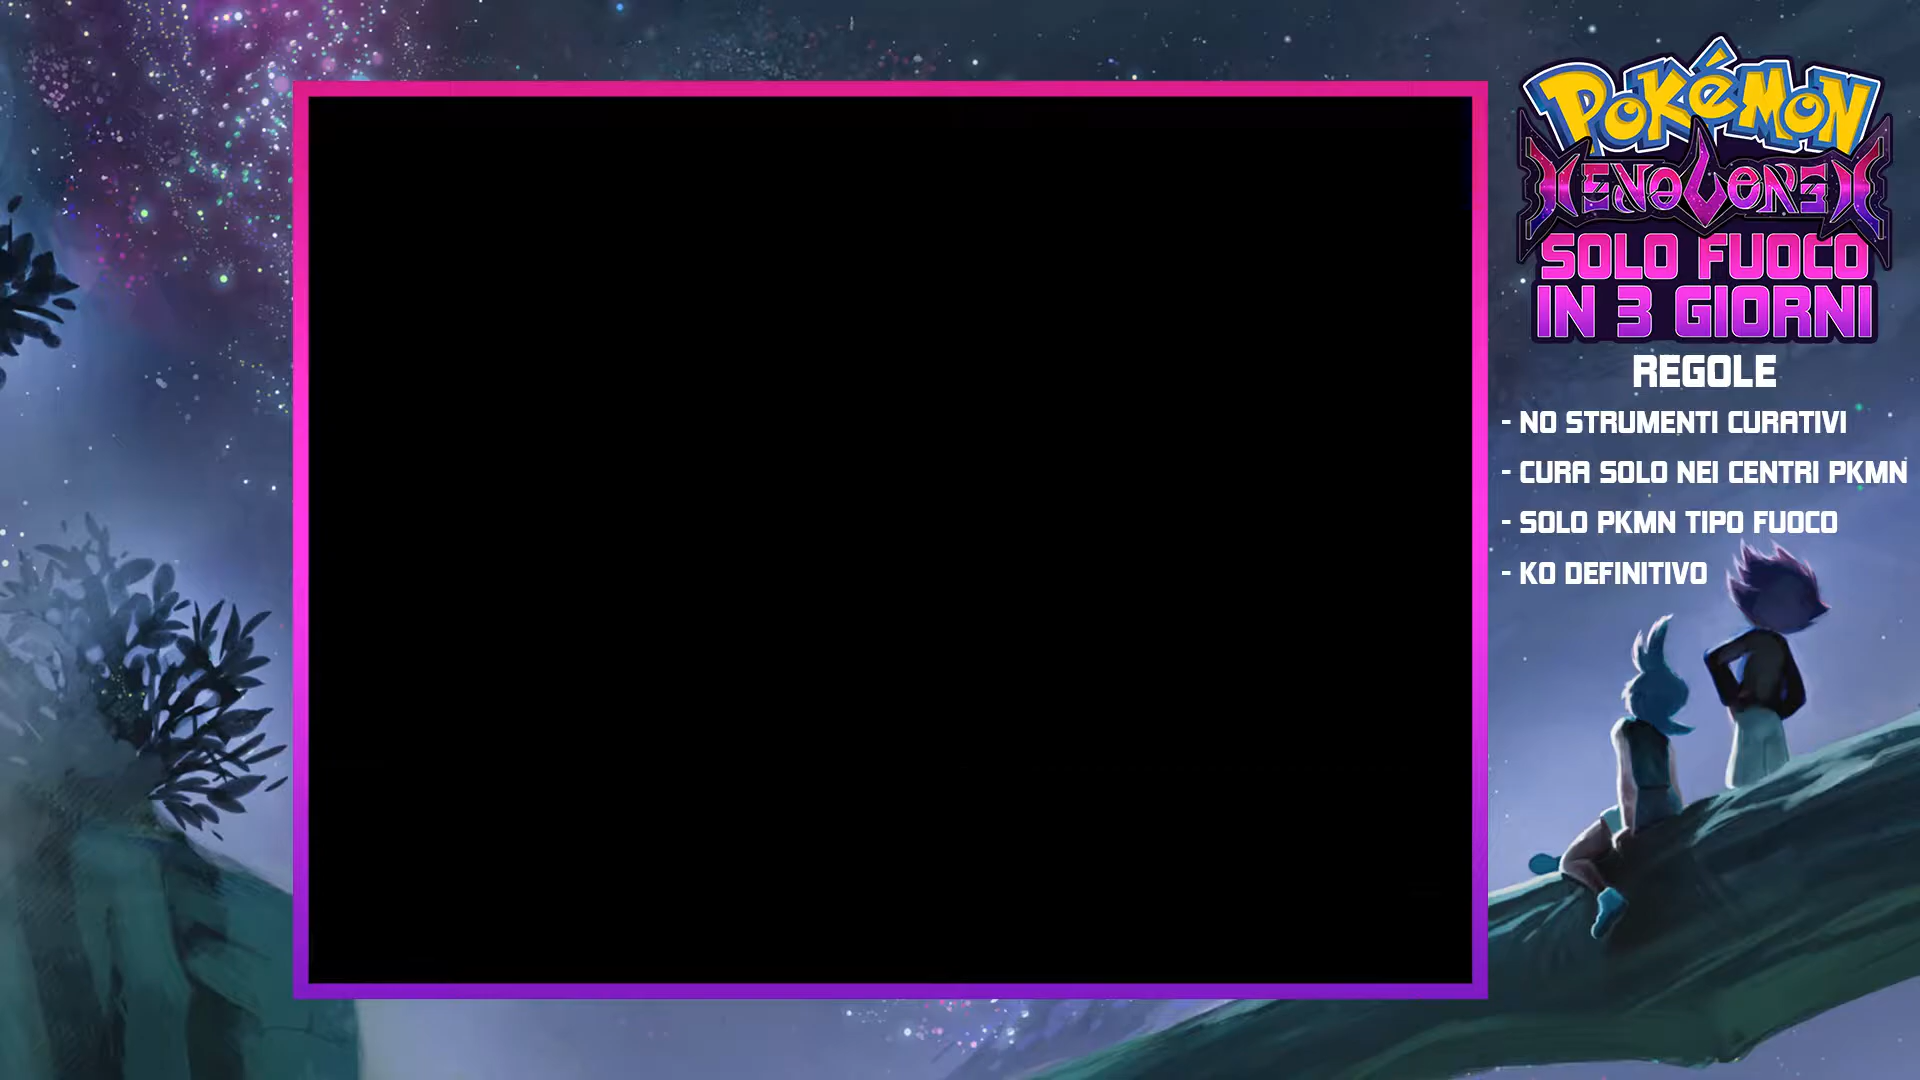 POKÉMON
XENOVERSE
SOLO FUOCO
IN 3 GIORNI
REGOLE
- NO STRUMENTI CURATIVI
- CURA SOLO NEI CENTRI PKMN
- SOLO PKMN TIPO FUOCO
- KO DEFINITIVO